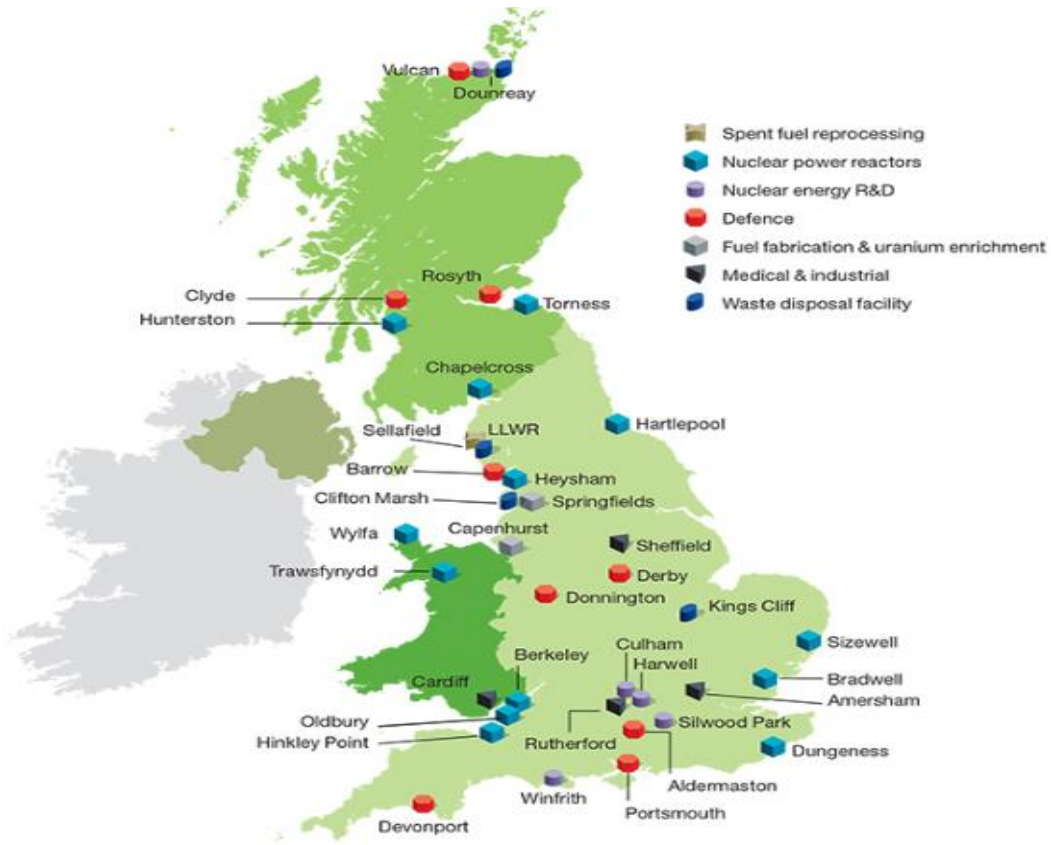 Vulcan
Dounreay
Spent fuel reprocessing
Nuclear power reactors
Nuclear energy R&D
Defence
Fuel fabrication & uranium enrichment
Medical & industrial
Waste disposal facility
Rosyth
Clyde
Torness
Hunterston
Chapelcross
Hartlepool
Sellafield
LLWR
Barrow
Heysham
Clifton Marsh
Springfields
Capenhurst
Wylfa
Sheffield
Trawsfynydd
Derby
Donnington
Kings Cliff
Sizewell
Culham
Berkeley
Harwell
Cardiff
Bradwell
Amersham
Oldbury
Silwood Park
Hinkley Point
Rutherford
Dungeness
Aldermaston
Winfrith
Portsmouth
Devonport